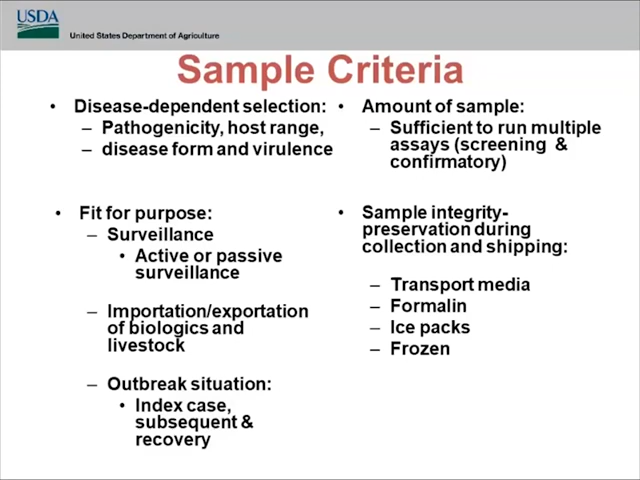 USDA
United States Department of Agriculture
Sample Criteria
• Disease-dependent selection:
– Pathogenicity, host range,
– disease form and virulence
• Fit for purpose:
– Surveillance
• Active or passive
surveillance
– Importation/exportation
of biologics and
livestock
– Outbreak situation:
• Index case,
subsequent &
recovery
• Amount of sample:
– Sufficient to run multiple
assays (screening &
confirmatory)
• Sample integrity-
preservation during
collection and shipping:
– Transport media
– Formalin
– Ice packs
– Frozen